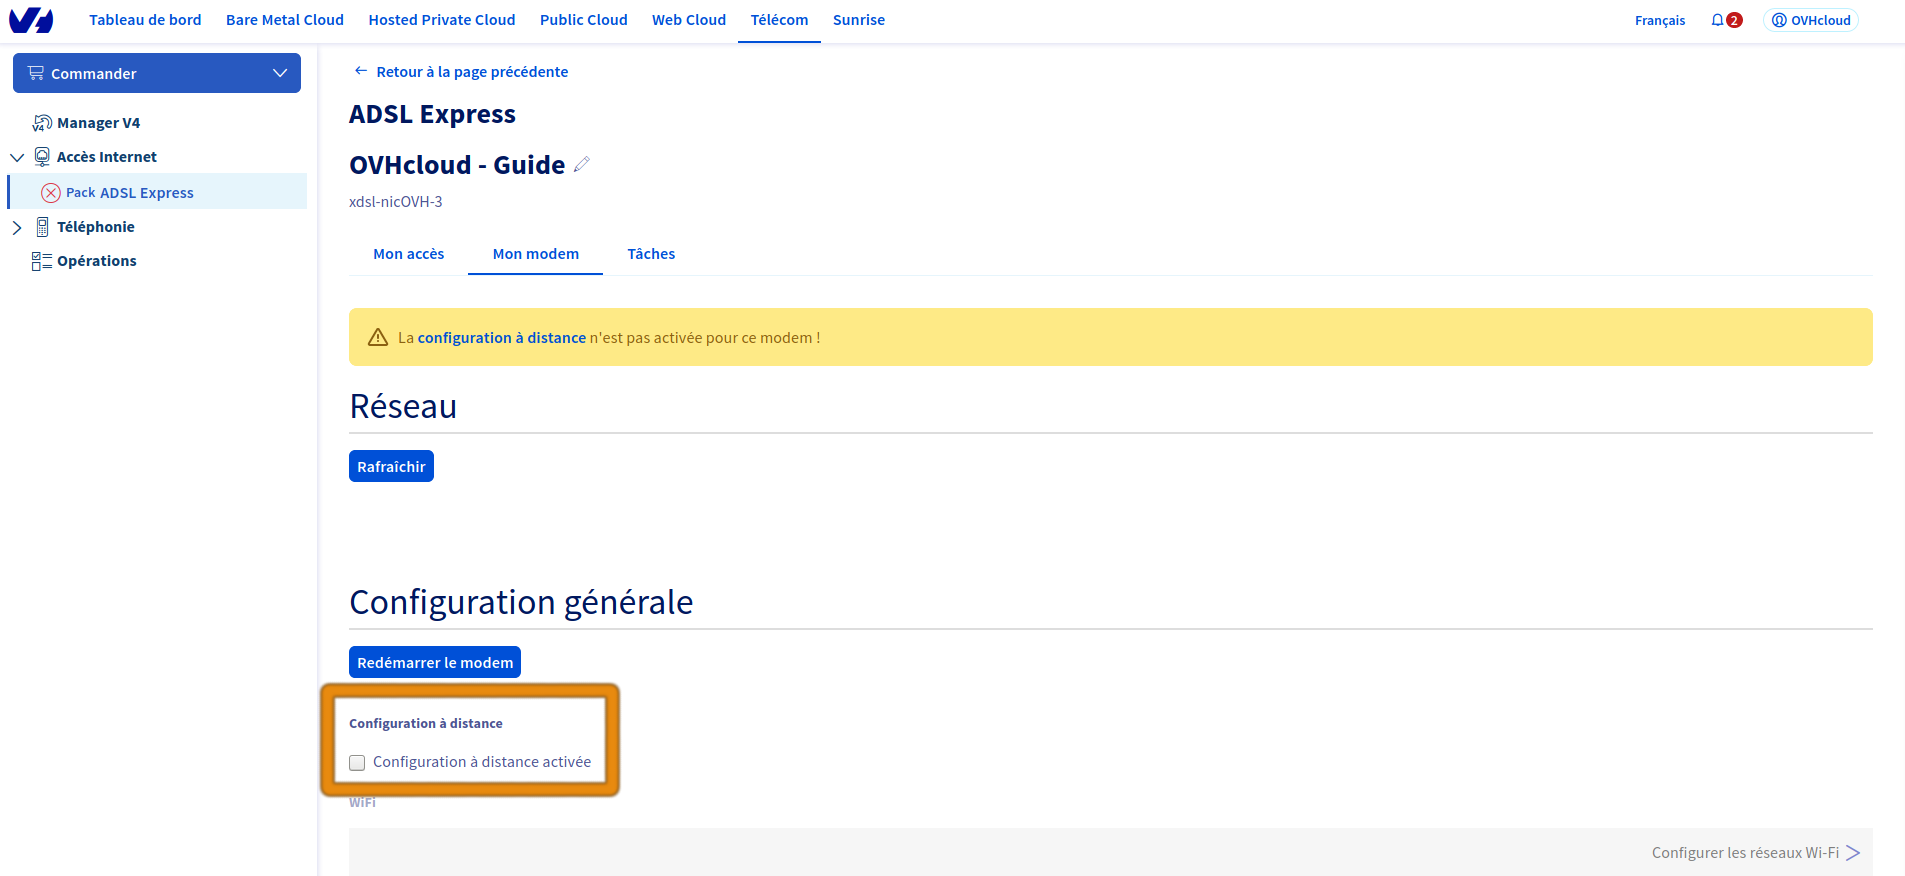 Tableau de bord Bare Metal Cloud Hosted Private Cloud Public Cloud Web Cloud Télécom Sunrise Français 2 OVHcloud
Commander
V4 Manager V4
Accès Internet
Pack ADSL Express
Téléphonie
Opérations
← Retour à la page précédente
ADSL Express
OVHcloud - Guide
xdsl-nicOVH-3
Mon accès Mon modem Tâches
La configuration à distance n'est pas activée pour ce modem !
Réseau
Rafraîchir
Configuration générale
Redémarrer le modem
Configuration à distance
Configuration à distance activée
WiFi
Configurer les réseaux Wi-Fi